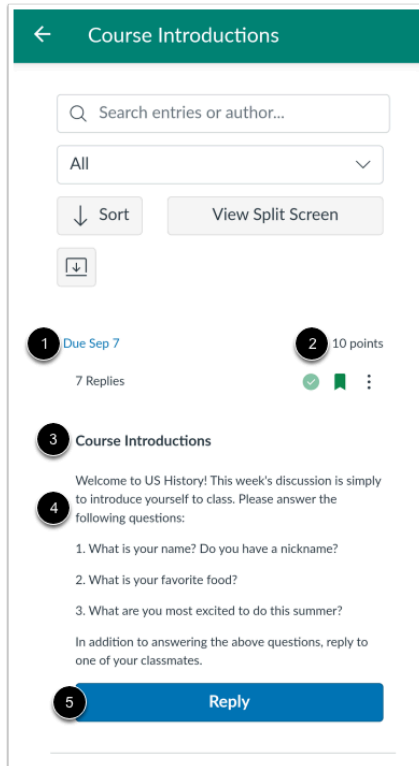 Course Introductions
Search entries or author...
All
Sort
View Split Screen
1 Due Sep 7
2 10 points
7 Replies
3 Course Introductions
Welcome to US History! This week's discussion is simply
4 to introduce yourself to class. Please answer the
following questions:
1. What is your name? Do you have a nickname?
2. What is your favorite food?
3. What are you most excited to do this summer?
In addition to answering the above questions, reply to
one of your classmates.
5 Reply